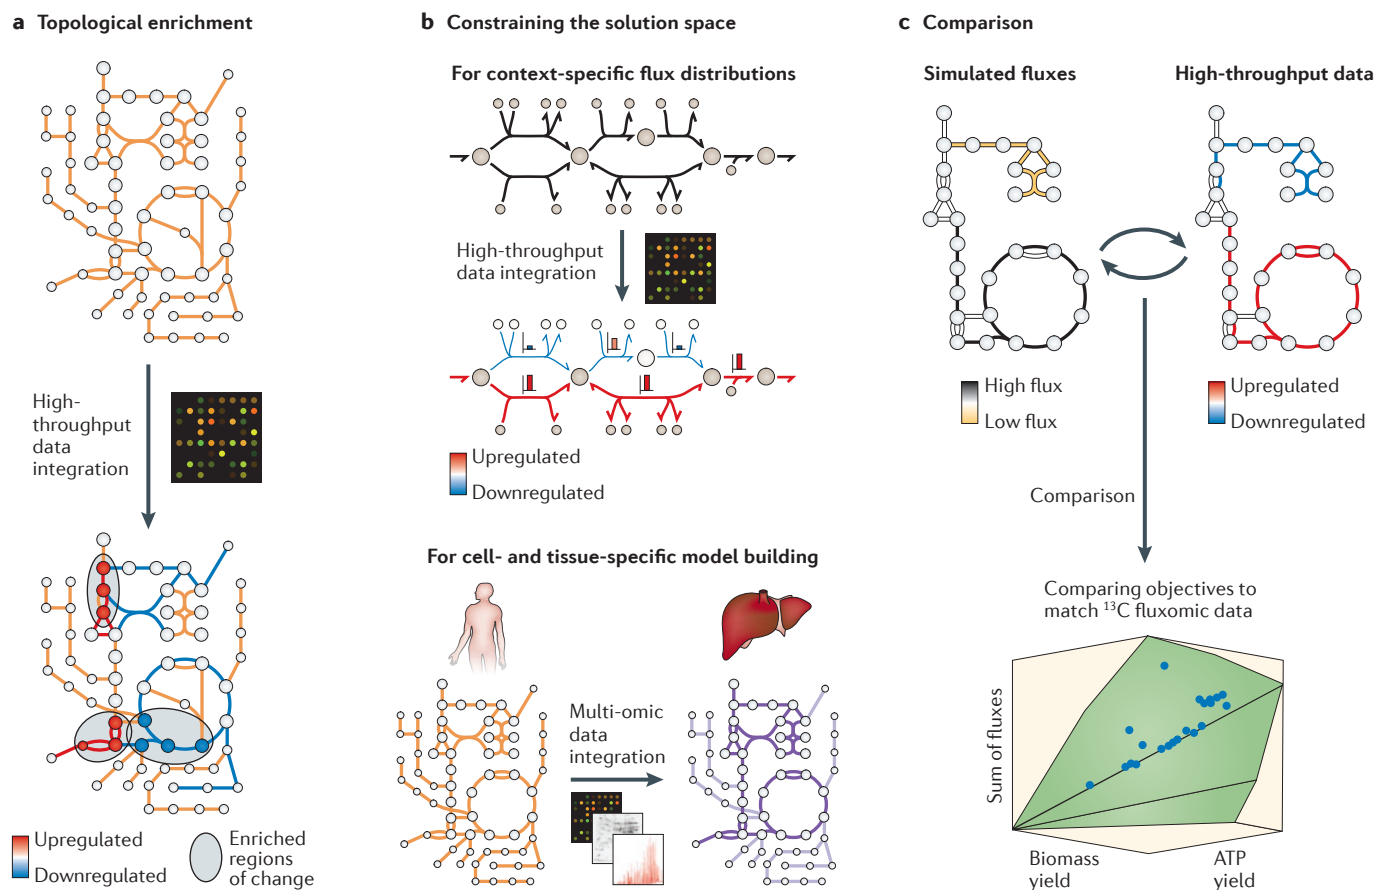 a Topological enrichment
High-
throughput
data
integration
Upregulated
Downregulated
Enriched
regions
of change
b Constraining the solution space
For context-specific flux distributions
High-throughput
data integration
Upregulated
Downregulated
For cell- and tissue-specific model building
Multi-omic
data
integration
c Comparison
Simulated fluxes
High-throughput data
High flux
Low flux
Upregulated
Downregulated
Comparison
Comparing objectives to
match ¹³C fluxomic data
Sum of fluxes
Biomass
yield
ATP
yield